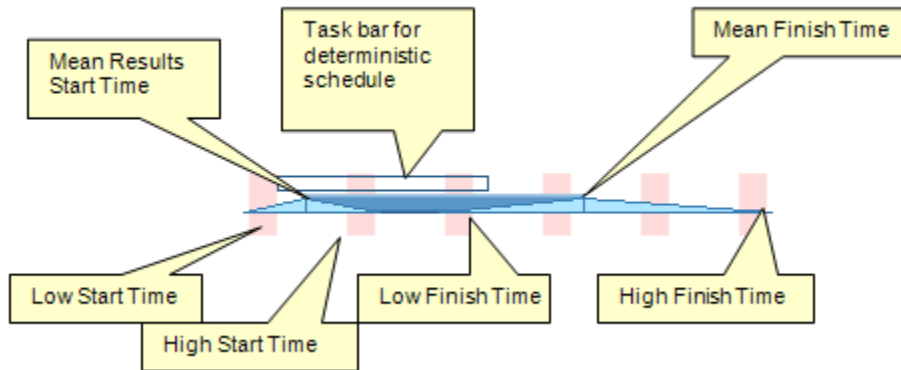 Task bar for
deterministic
schedule
Mean Finish Time
Mean Results
Start Time
Low Start Time
Low Finish Time
High Finish Time
High Start Time